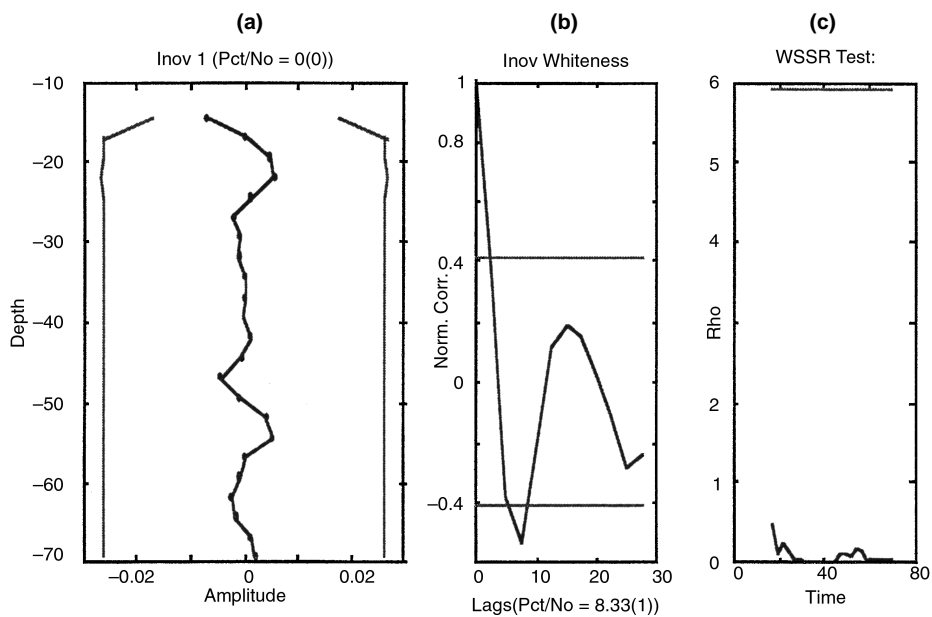 (a)
Inov 1 (Pct/No = 0(0))
–10
–20
–30
–40
–50
–60
–70
Depth
–0.02
0
0.02
Amplitude
(b)
Inov Whiteness
1
0.8
0.4
0
–0.4
Norm. Corr.
0
10
20
30
Lags(Pct/No = 8.33(1))
(c)
WSSR Test:
6
5
4
3
2
1
0
Rho
0
40
80
Time